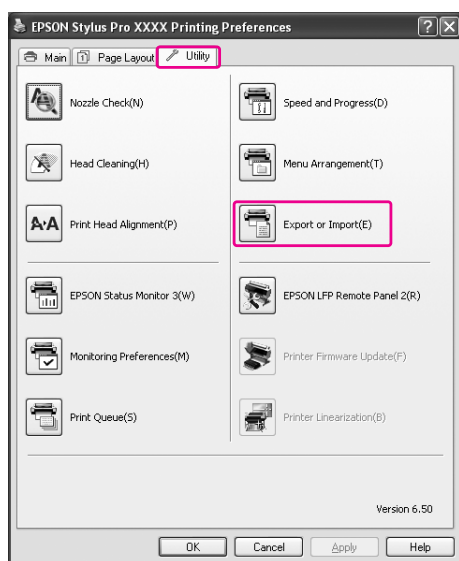 EPSON Stylus Pro XXXX Printing Preferences
Main
Page Layout
Utility
Nozzle Check(N)
Speed and Progress(D)
Head Cleaning(H)
Menu Arrangement(T)
A·A
Print Head Alignment(P)
Export or Import(E)
EPSON Status Monitor 3(W)
EPSON LFP Remote Panel 2(R)
Monitoring Preferences(M)
Printer Firmware Update(F)
Print Queue(S)
Printer Linearization(B)
Version 6.50
OK
Cancel
Apply
Help